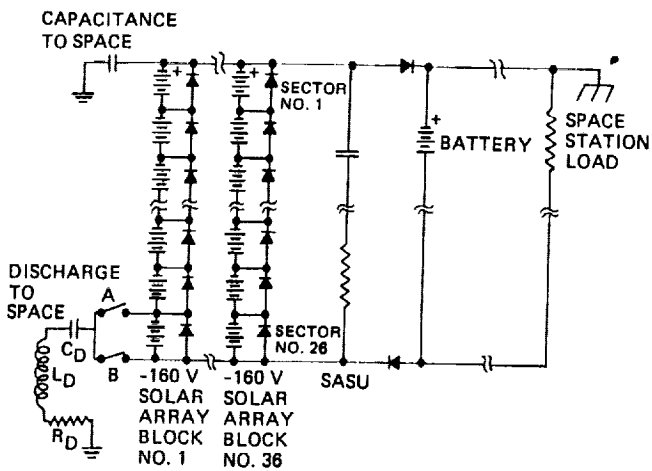 CAPACITANCE
TO SPACE
+
+
SECTOR
NO. 1
+
BATTERY
SPACE
STATION
LOAD
DISCHARGE
TO
SPACE
A
C_D
L_D
B
R_D
SECTOR
NO. 26
-160 V
SOLAR
ARRAY
BLOCK
NO. 1
-160 V
SOLAR
ARRAY
BLOCK
NO. 36
SASU